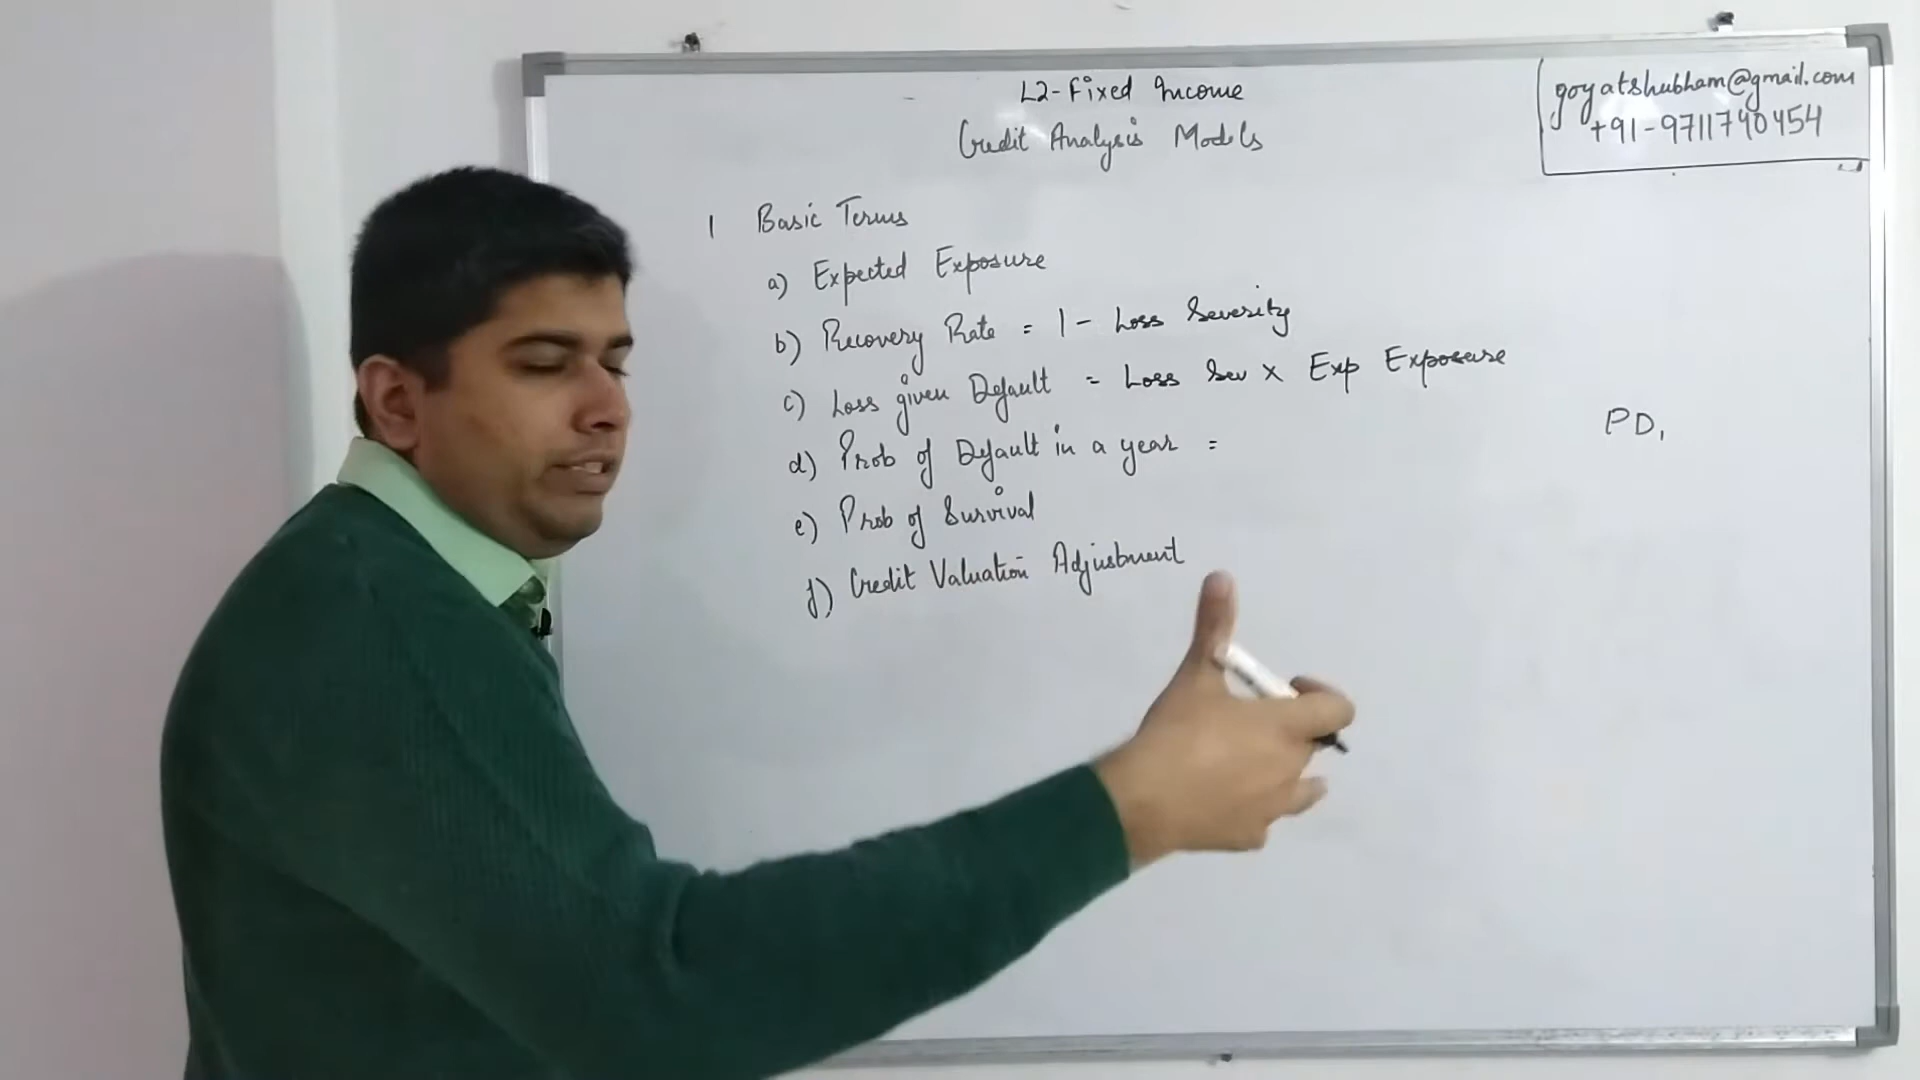 L2-Fixed Income
Credit Analysis Models
goyatshubham@gmail.com
+91-9711740454
1 Basic Terms
a) Expected Exposure
b) Recovery Rate = 1 - Loss Severity
c) Loss given Default = Loss Sev x Exp Exposure
d) Prob of Default in a year =
PD1
e) Prob of Survival
f) Credit Valuation Adjustment